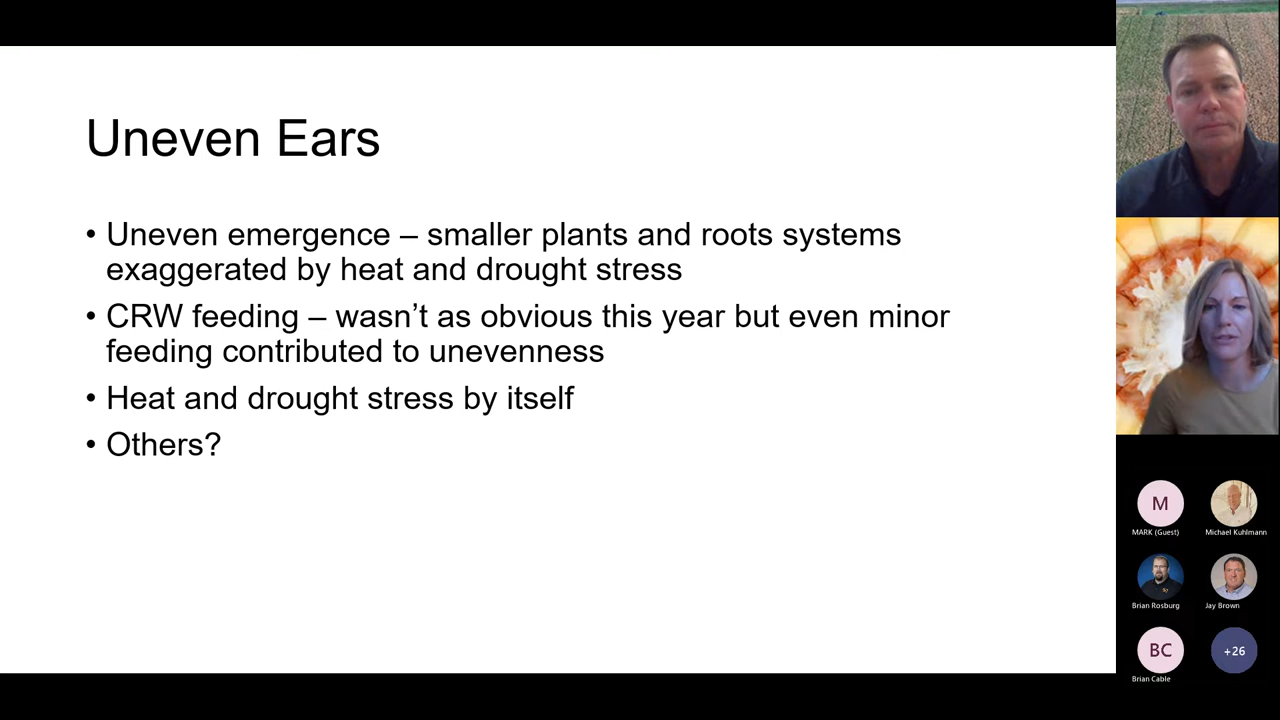 Uneven Ears
• Uneven emergence – smaller plants and roots systems
exaggerated by heat and drought stress
• CRW feeding – wasn't as obvious this year but even minor
feeding contributed to unevenness
• Heat and drought stress by itself
• Others?
M
MARK (Guest)
Michael Kuhlmann
Brian Rosburg
Jay Brown
BC
Brian Cable
+26